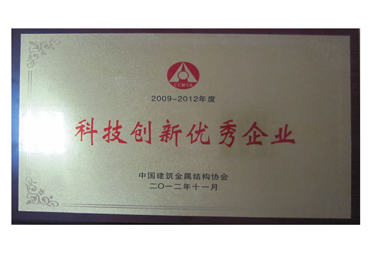 2009-2012年度
科技创新优秀企业
中国建筑金属结构协会
二〇一二年十一月